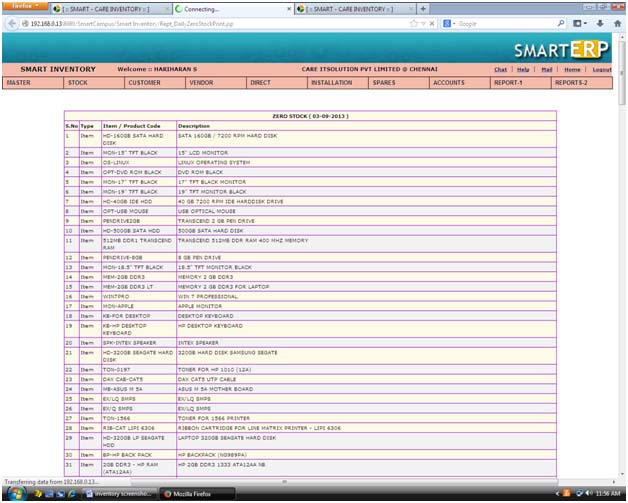 Firefox
[ :: SMART - CARE INVENTORY :: ]
Connecting...
[ :: SMART - CARE INVENTORY :: ]
192.168.0.13:8080/SmartCampus/Smart Inventory/Rept_DailyZeroStockPont.jsp
Google
SMARTERP
SMART INVENTORY Welcome :: HARIHARAN S CARE ITSOLUTION PVT LIMITED @ CHENNAI Chat | Help | Mail | Home | Logout
MASTER STOCK CUSTOMER VENDOR DIRECT INSTALLATION SPARES ACCOUNTS REPORT-1 REPORTS-2
ZERO STOCK ( 03-09-2013 )
S.No Type Item / Product Code Description
1 Item HD-160GB SATA HARD DISK SATA 160GB / 7200 RPM HARD DISK
2 Item MON-15" TFT BLACK 15" LCD MONITOR
3 Item OS-LINUX LINUX OPERATING SYSTEM
4 Item OPT-DVD ROM BLACK DVD ROM BLACK
5 Item MON-17" TFT BLACK 17" TFT BLACK MONITOR
6 Item MON-19" TFT BLACK 19" TFT MONITOR BLACK
7 Item HD-40GB IDE HDD 40 GB 7200 RPM IDE HARDDISK DRIVE
8 Item OPT-USB MOUSE USB OPTICAL MOUSE
9 Item PENDRIVE2GB TRANSCEND 2 GB PEN DRIVE
10 Item HD-500GB SATA HDD 500GB SATA HARD DISK
11 Item 512MB DDR1 TRANSCEND RAM TRANSCEND 512MB DDR RAM 400 MHZ MEMORY
12 Item PENDRIVE-8GB 8 GB PEN DRIVE
13 Item MON-18.5" TFT BLACK 18.5" TFT MONITOR BLACK
14 Item MEM-2GB DDR3 MEMORY 2 GB DDR3
15 Item MEM-2GB DDR3 LT MEMORY 2 GB DDR3 FOR LAPTOP
16 Item WIN7PRO WIN 7 PROFESSIONAL
17 Item MON-APPLE APPLE MONITOR
18 Item KB-FOR DESKTOP DESKTOP KEYBOARD
19 Item KB-HP DESKTOP KEYBOARD HP DESKTOP KEYBOARD
20 Item SPK-INTEX SPEAKER INTEX SPEAKER
21 Item HD-320GB SEAGATE HARD DISK 320GB HARD DISK SAMSUNG SEGATE
22 Item TON-0197 TONER FOR HP 1010 (12A)
23 Item DAX CAB-CAT5 DAX CAT5 UTP CABLE
24 Item MB-ASUS M 5A ASUS M 5A MOTHER BOARD
25 Item EX/LQ SMPS EX/LQ SMPS
26 Item EX/Q SMPS EX/LQ SMPS
27 Item TON-1566 TONER FOR 1566 PRINTER
28 Item RIB-CAT LIPI 6306 RIBBON CARTRIDGE FOR LINE MATRIX PRINTER - LIPI 6306
29 Item HD-320GB LP SEAGATE HDD LAPTOP 320GB SEAGATE HARD DISK
30 Item BP-HP BACK PACK HP BACKPACK (NG989PA)
31 Item 2GB DDR3 - HP RAM (ATA12AA) HP 2GB DDR3 1333 ATA12AA NB
Transferring data from 192.168.0.13...
Inventory screensho...
Mozilla Firefox
11:56 AM